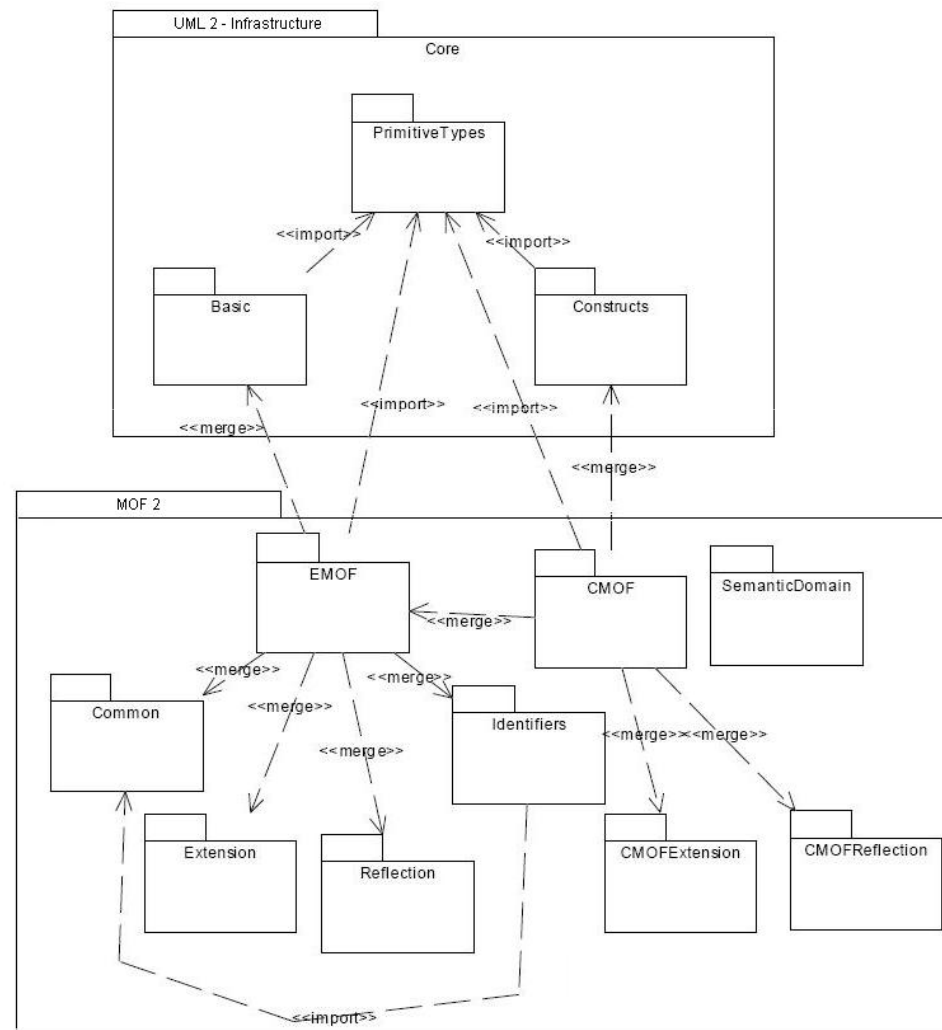 UML 2 - Infrastructure
Core
PrimitiveTypes
<<import>>
<<import>>
Basic
Constructs
<<import>>
<<import>>
<<merge>>
<<merge>>
MOF 2
EMOF
CMOF
SemanticDomain
<<merge>>
<<merge>>
<<merge>>
Common
<<merge>>
Identifiers
<<merge>>
<<merge>>
<<merge>>
Extension
Reflection
CMOFExtension
CMOFReflection
<<import>>